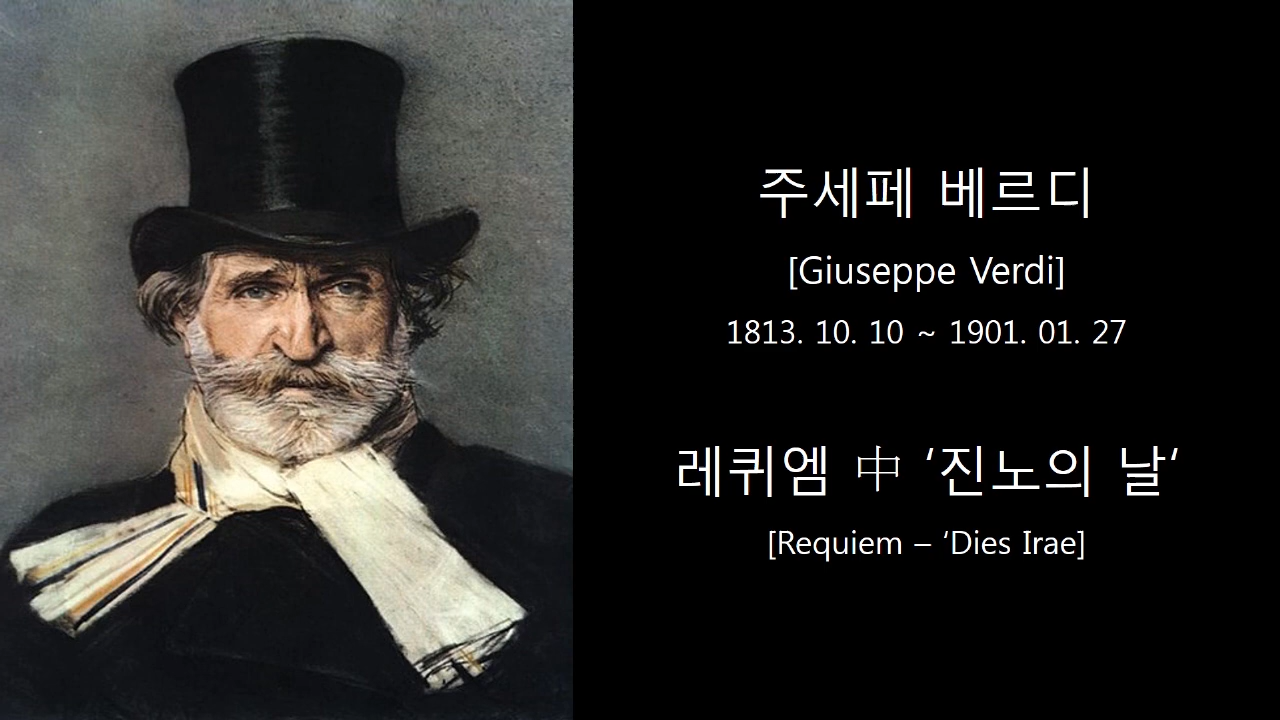 주세페 베르디
[Giuseppe Verdi]
1813. 10. 10 ~ 1901. 01. 27
레퀴엠 中 ‘진노의 날‘
[Requiem – ‘Dies Irae]